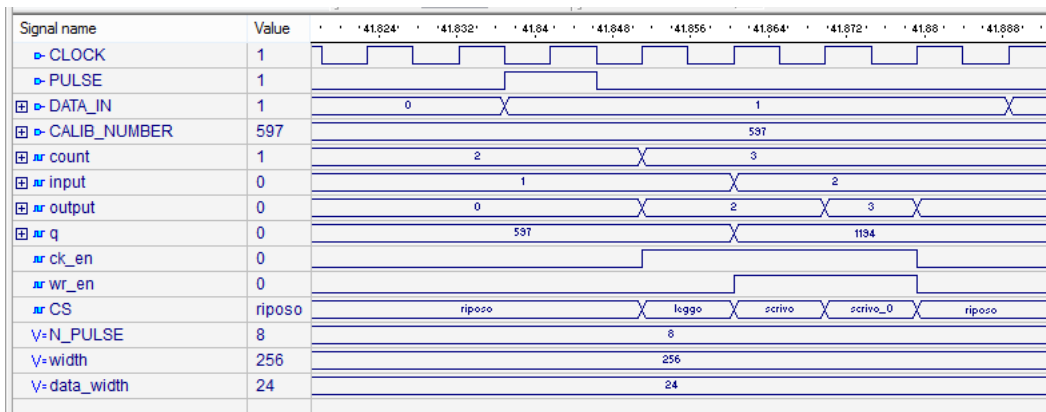 Signal name Value '41.824' '41.832' '41.84' '41.848' '41.856' '41.864' '41.872' '41.88' '41.888'
CLOCK 1
PULSE 1
DATA_IN 1 0 1
CALIB_NUMBER 597 597
count 1 2 3
input 0 1 2
output 0 0 2 3
q 0 597 1194
ck_en 0
wr_en 0
CS riposo riposo leggo scrivo scrivo_0 riposo
V= N_PULSE 8 8
V= width 256 256
V= data_width 24 24